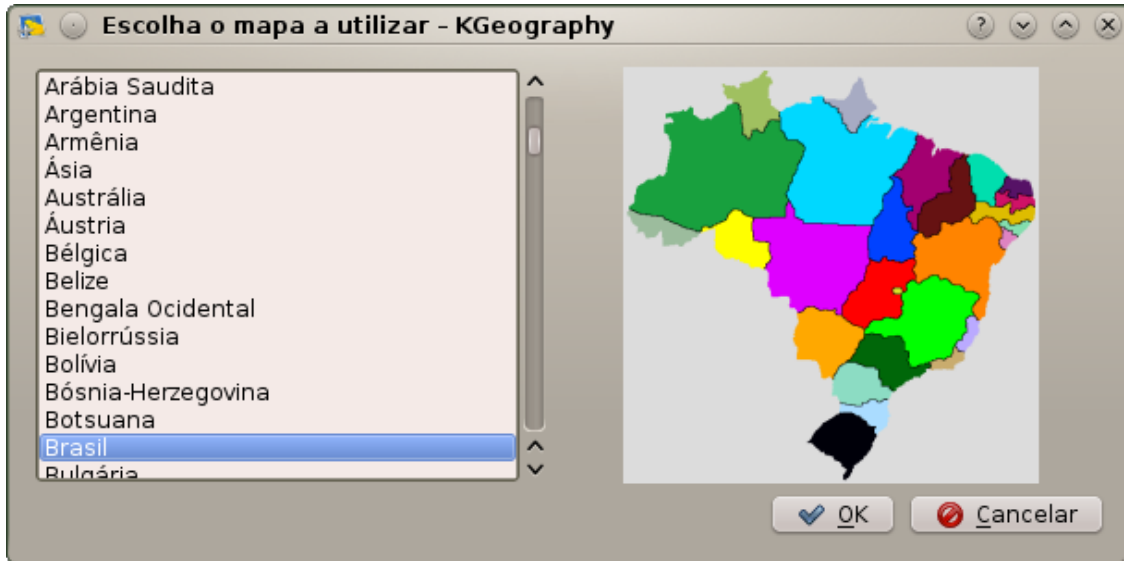 Escolha o mapa a utilizar – KGeography
Arábia Saudita
Argentina
Armênia
Ásia
Austrália
Áustria
Bélgica
Belize
Bengala Ocidental
Bielorrússia
Bolívia
Bósnia-Herzegovina
Botsuana
Brasil
Bulgária
OK
Cancelar